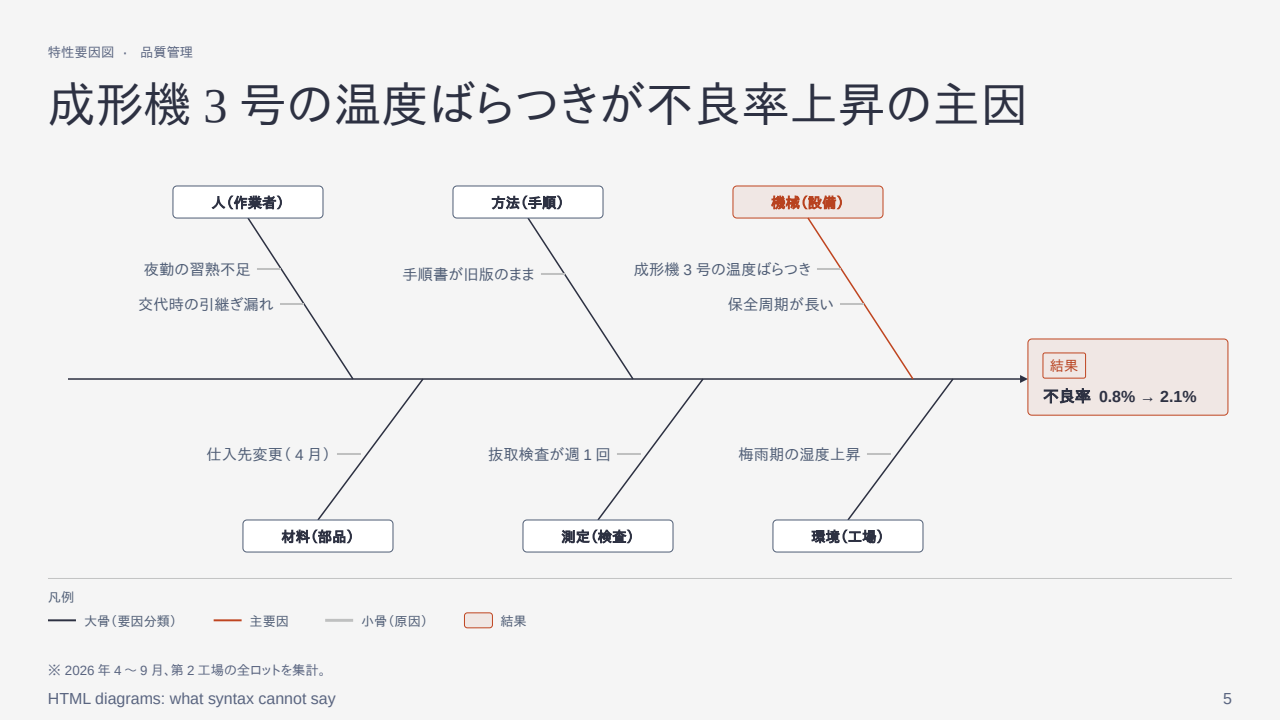 特性要因図 · 品質管理
成形機 3 号の温度ばらつきが不良率上昇の主因
人(作業者)
方法(手順)
機械(設備)
夜勤の習熟不足
手順書が旧版のまま
成形機 3 号の温度ばらつき
交代時の引継ぎ漏れ
保全周期が長い
結果
不良率 0.8% → 2.1%
仕入先変更(4 月)
抜取検査が週 1 回
梅雨期の湿度上昇
材料(部品)
測定(検査)
環境(工場)
凡例
大骨(要因分類)
主要因
小骨(原因)
結果
※ 2026 年 4 〜 9 月、第 2 工場の全ロットを集計。
HTML diagrams: what syntax cannot say
5